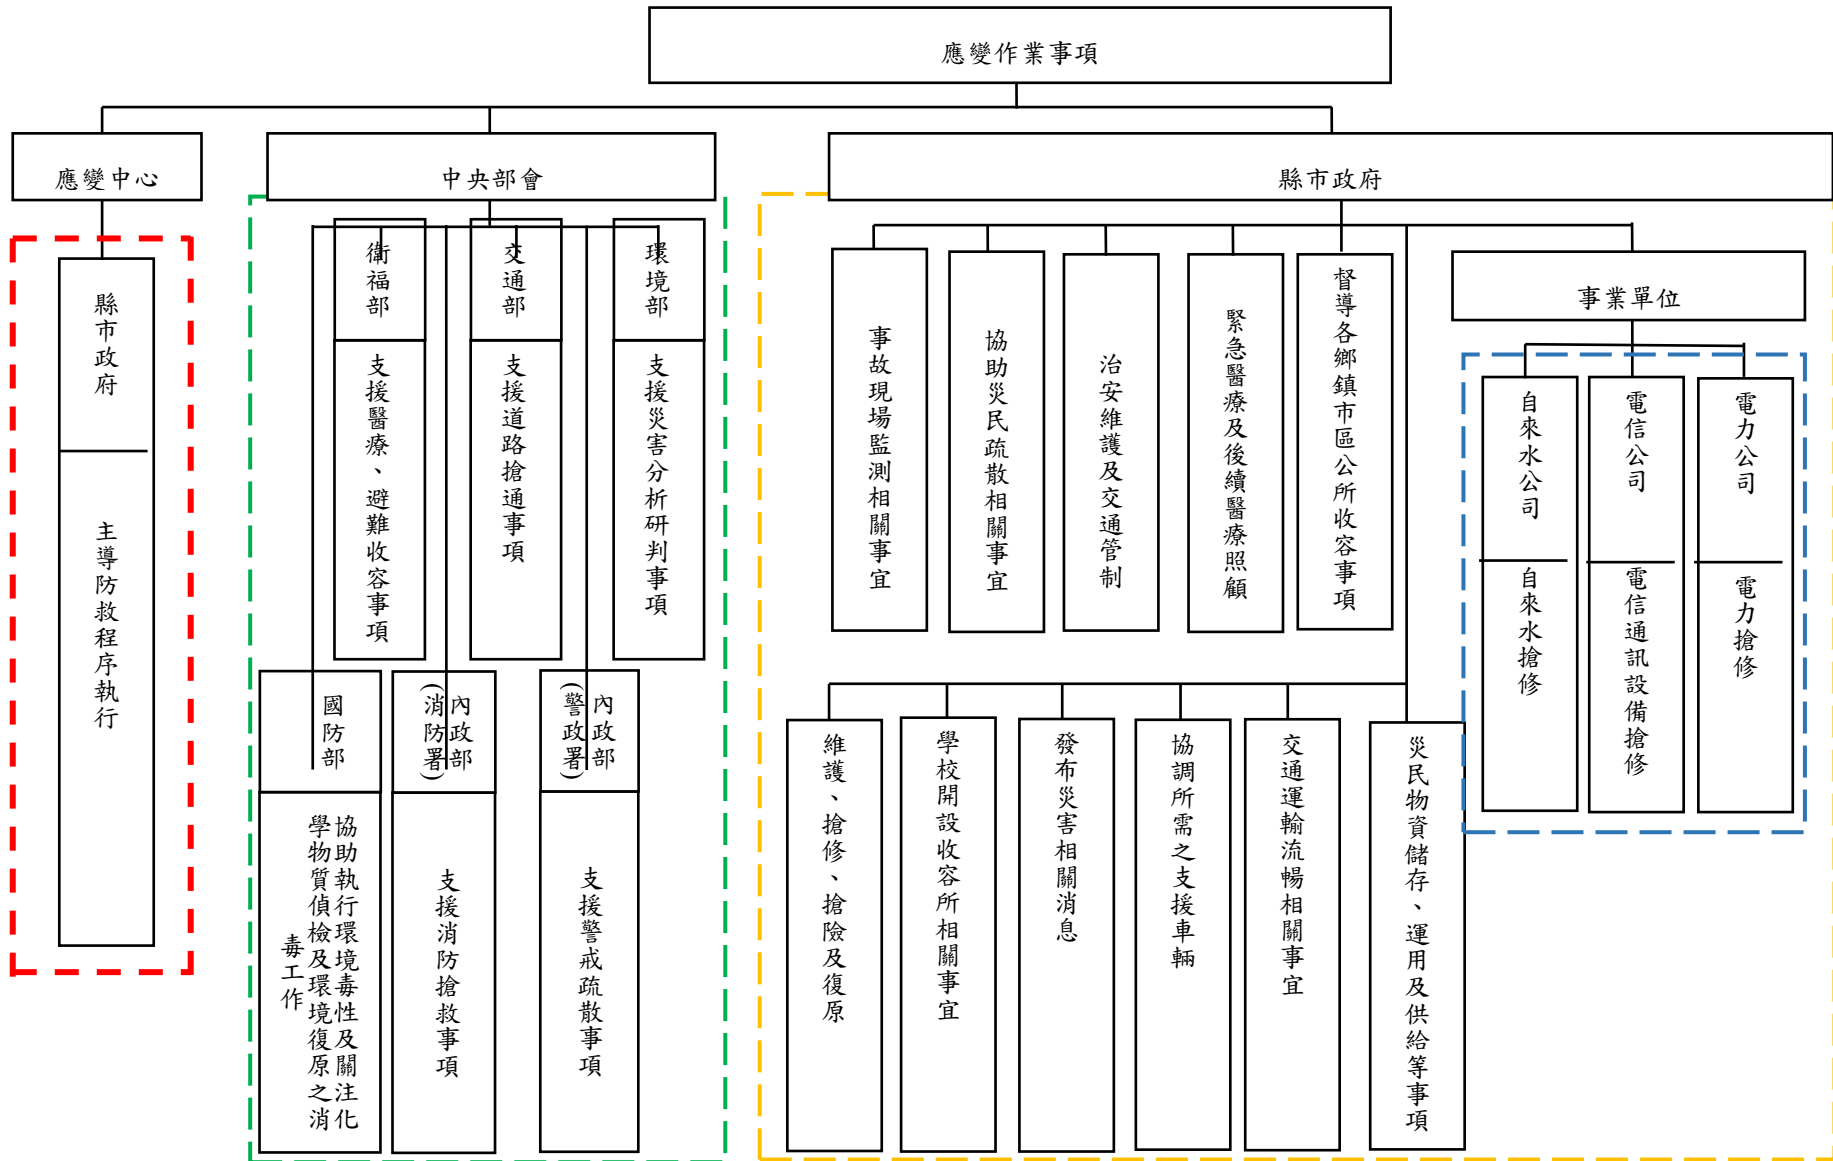 應變作業事項
應變中心
中央部會
縣市政府
縣市政府
主導防救程序執行
衛福部
支援醫療、避難收容事項
交通部
支援道路搶通事項
環境部
支援災害分析研判事項
國防部
協助執行環境毒性及關注化
學物質偵檢及環境復原之消
毒工作
內政部
(消防署)
支援消防搶救事項
內政部
(警政署)
支援警戒疏散事項
事故現場監測相關事宜
協助災民疏散相關事宜
治安維護及交通管制
緊急醫療及後續醫療照顧
督導各鄉鎮市區公所收容事項
事業單位
自來水公司
自來水搶修
電信公司
電信通訊設備搶修
電力公司
電力搶修
維護、搶修、搶險及復原
學校開設收容所相關事宜
發布災害相關消息
協調所需之支援車輛
交通運輸流暢相關事宜
災民物資儲存、運用及供給等事項